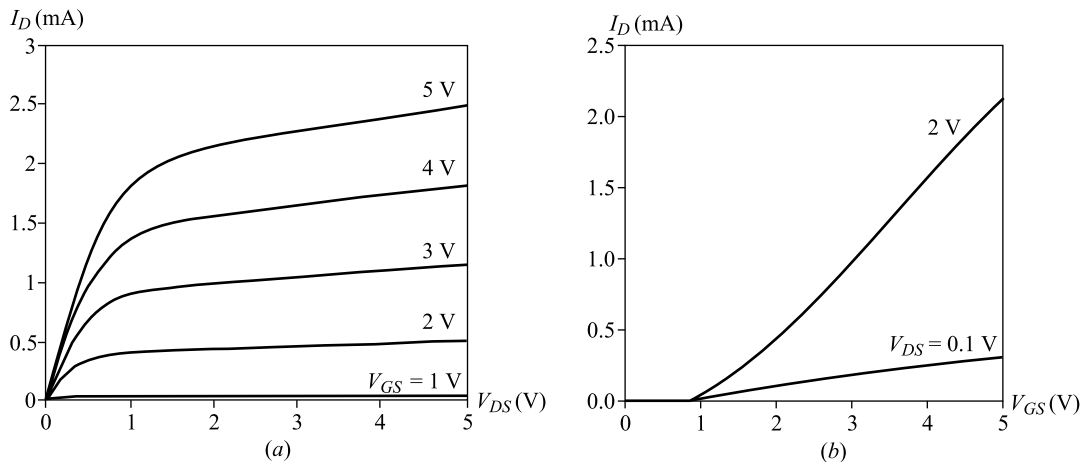 I_D (mA)
3
2.5
2
1.5
1
0.5
0
5 V
4 V
3 V
2 V
V_GS = 1 V
0 1 2 3 4 5
V_DS (V)
(a)
I_D (mA)
2.5
2.0
1.5
1.0
0.5
0.0
2 V
V_DS = 0.1 V
0 1 2 3 4 5
V_GS (V)
(b)